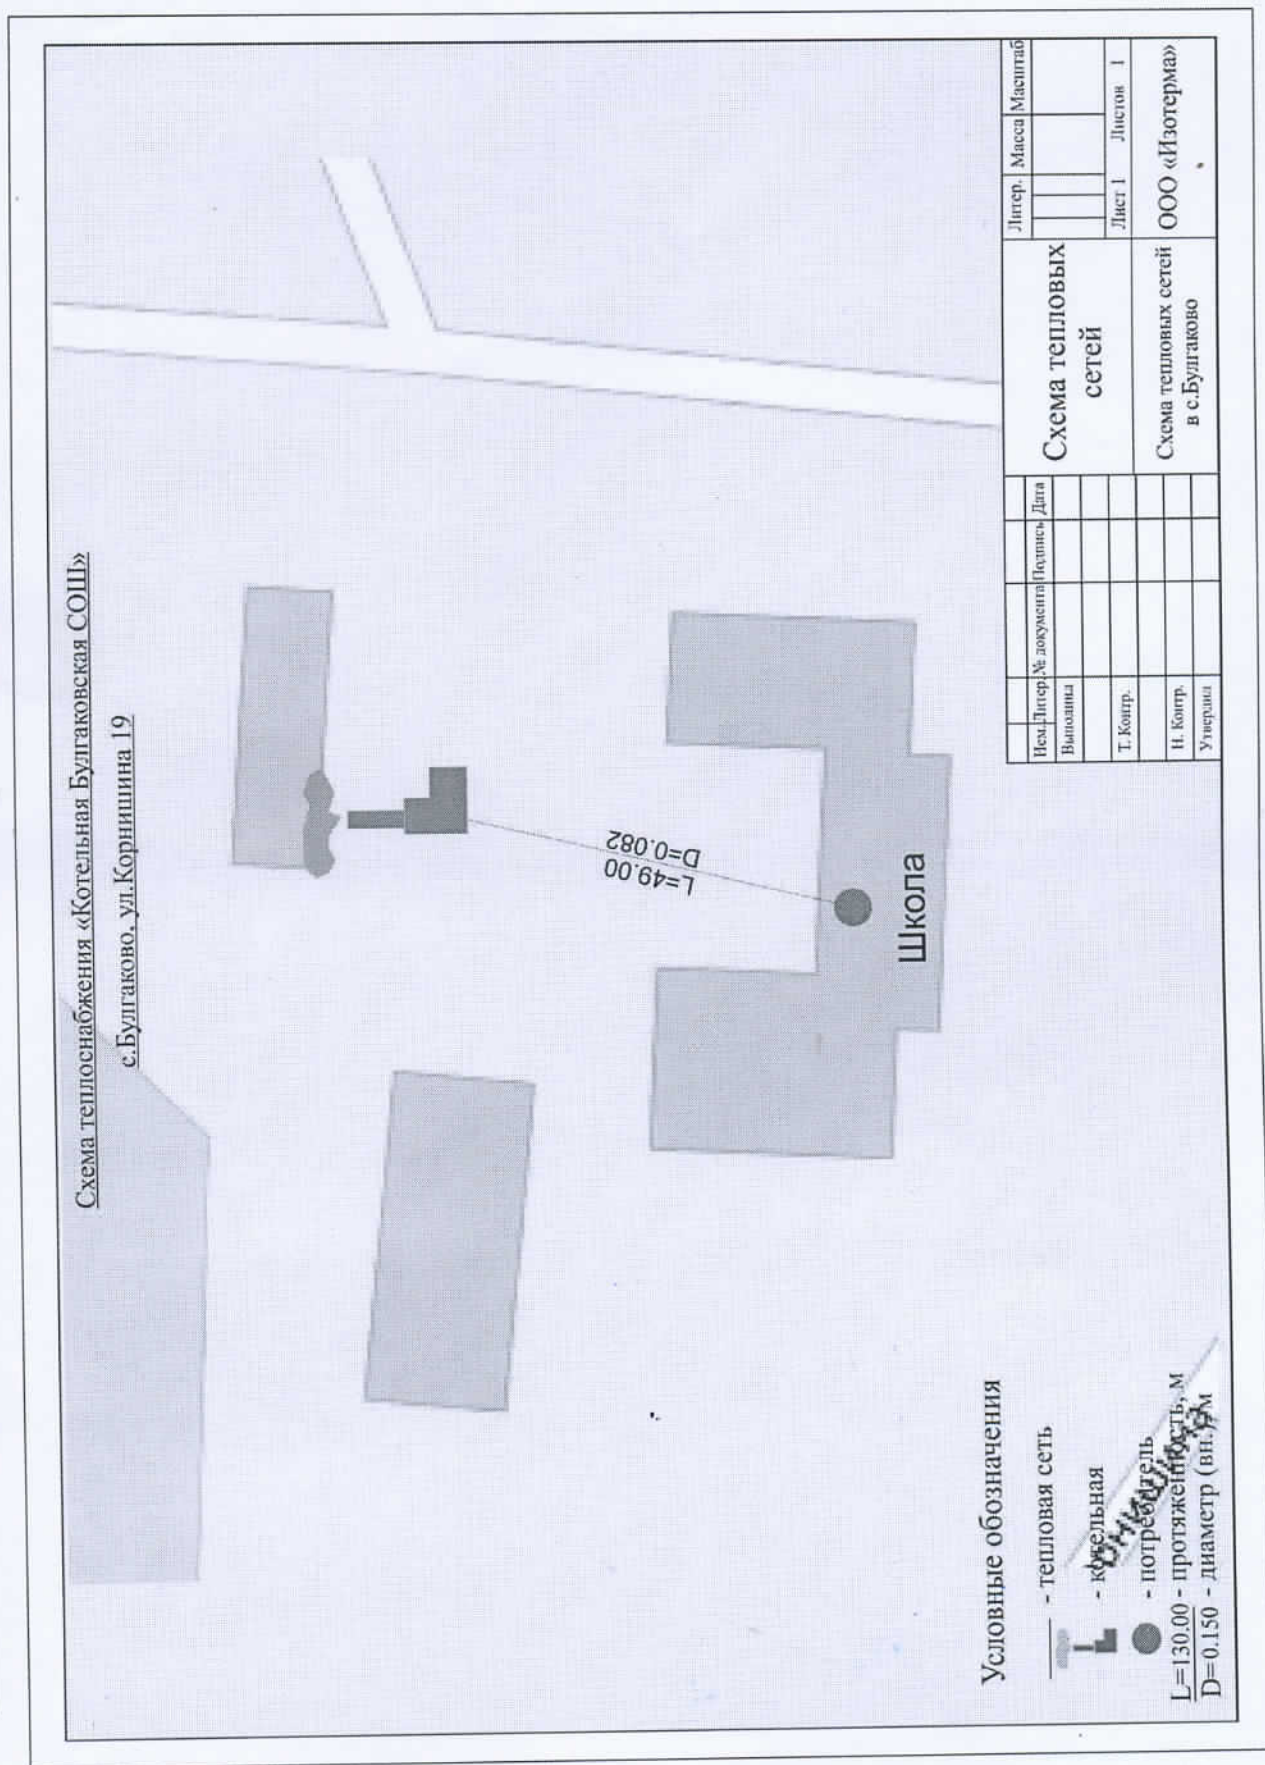 Схема теплоснабжения «Котельная Булгаковская СОШ»
с.Булгаково, ул.Корнишина 19
L=49.00
D=0.082
Школа
Условные обозначения
- тепловая сеть
- котельная
- потребитель
L=130.00 - протяженность, м
D=0.150 - диаметр (вн.), м
Изм. Литер. № документа Подпись Дата
Выполнил
Т. Контр.
Н. Контр.
Утвердил
Схема тепловых
сетей
Схема тепловых сетей
в с.Булгаково
Литер. Масса Масштаб
Лист 1 Листов 1
ООО «Изотерма»